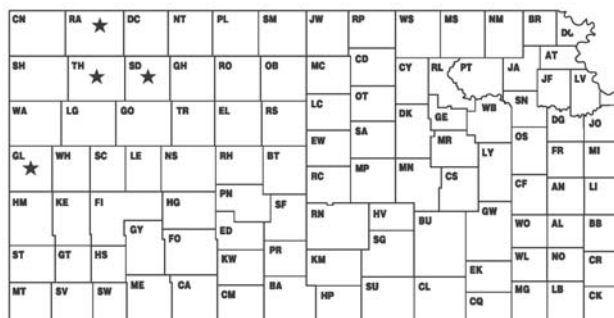 CN RA DC NT PL SM JW RP WS MS NM BR DO
SH TH SD GH RO OB MC CD CY RL PT JA AT JF LV
WA LG GO TR EL RS LC OT DK GE WB SN DG JO
GL WH SC LE NS RH BT EW SA MR LY OS FR MI
HM KE FI HG PN SF RC MP MN CS CF AN LI
GY FO ED RN HV BU GW WO AL BB
ST GT HS KW PR KM SG EK WL NO CR
MT SV SW ME CA CM BA HP SU CL CQ MG LB CK